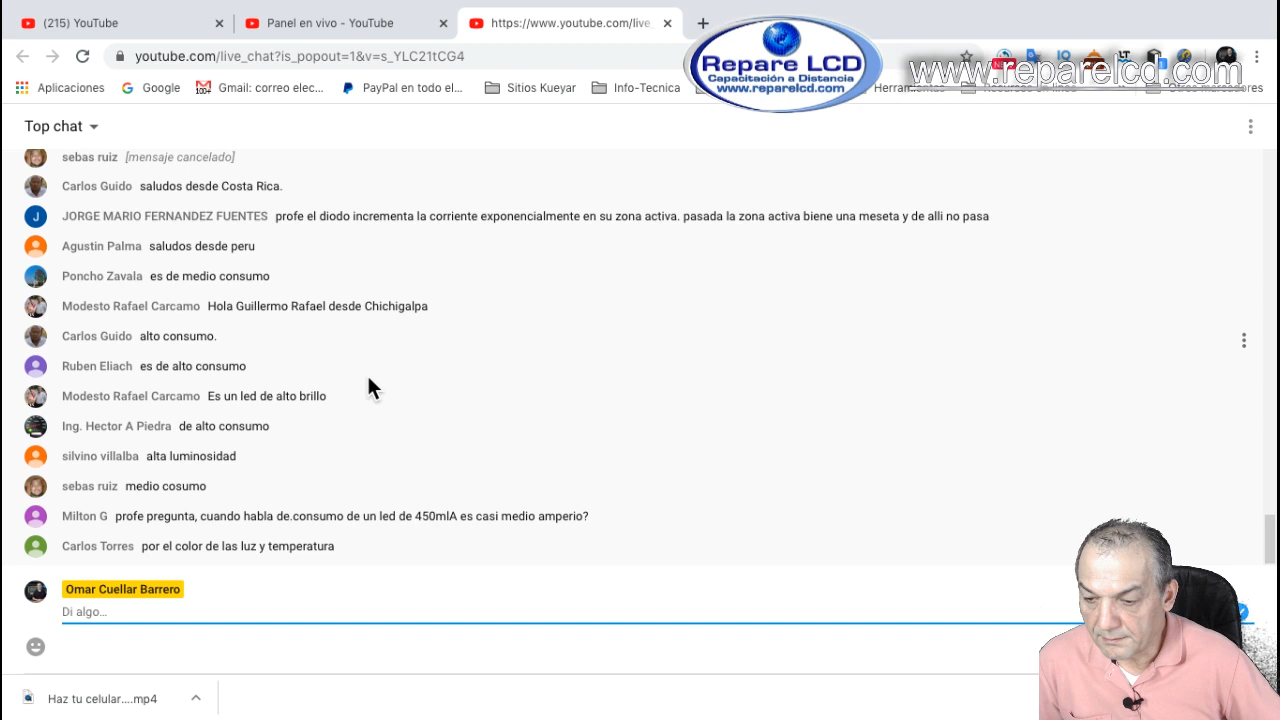 (215) YouTube
Panel en vivo - YouTube
https://www.youtube.com/live_
youtube.com/live_chat?is_popout=1&v=s_YLC21tCG4
Repare LCD
Capacitación a Distancia
www.reparelcd.com
www.reparelcd.com
Aplicaciones
Google
Gmail: correo elec...
PayPal en todo el...
Sitios Kueyar
Info-Tecnica
Herramientas
Recursos en línea
Otros marcadores
Top chat
sebas ruiz [mensaje cancelado]
Carlos Guido saludos desde Costa Rica.
JORGE MARIO FERNANDEZ FUENTES profe el diodo incrementa la corriente exponencialmente en su zona activa. pasada la zona activa biene una meseta y de alli no pasa
Agustin Palma saludos desde peru
Poncho Zavala es de medio consumo
Modesto Rafael Carcamo Hola Guillermo Rafael desde Chichigalpa
Carlos Guido alto consumo.
Ruben Eliach es de alto consumo
Modesto Rafael Carcamo Es un led de alto brillo
Ing. Hector A Piedra de alto consumo
silvino villalba alta luminosidad
sebas ruiz medio cosumo
Milton G profe pregunta, cuando habla de.consumo de un led de 450mlA es casi medio amperio?
Carlos Torres por el color de las luz y temperatura
Omar Cuellar Barrero
Di algo...
Haz tu celular....mp4